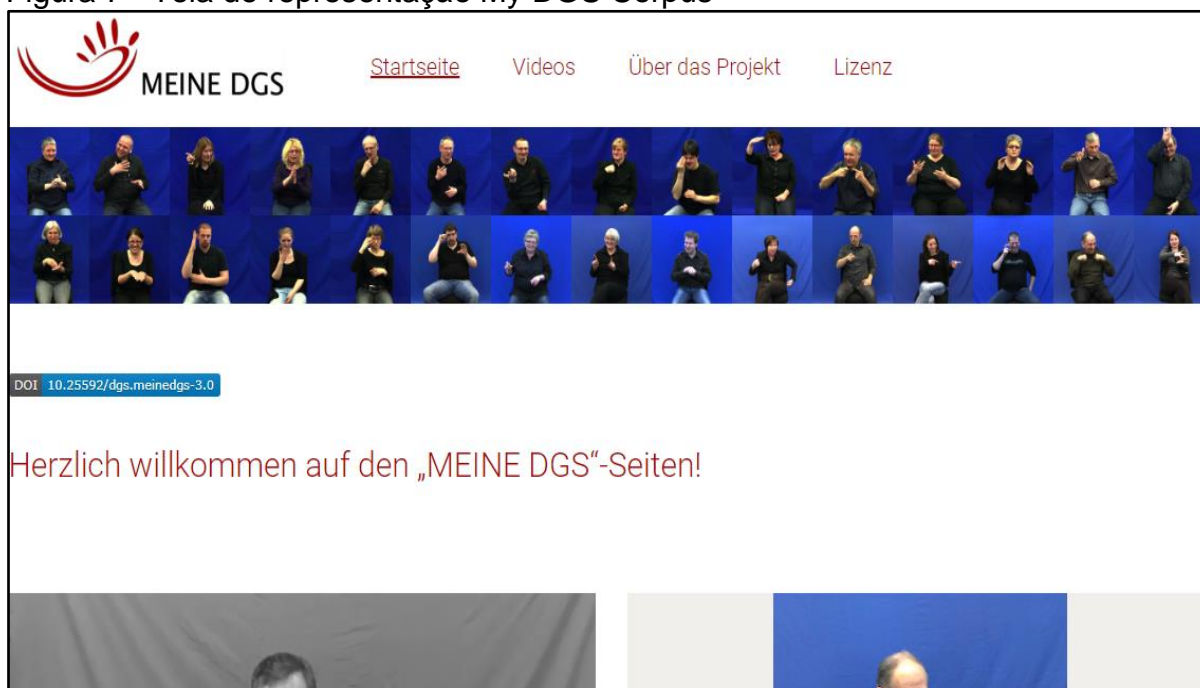 MEINE DGS
Startseite Videos Über das Projekt Lizenz
DOI 10.25592/dgs.meinedgs-3.0
Herzlich willkommen auf den „MEINE DGS“-Seiten!